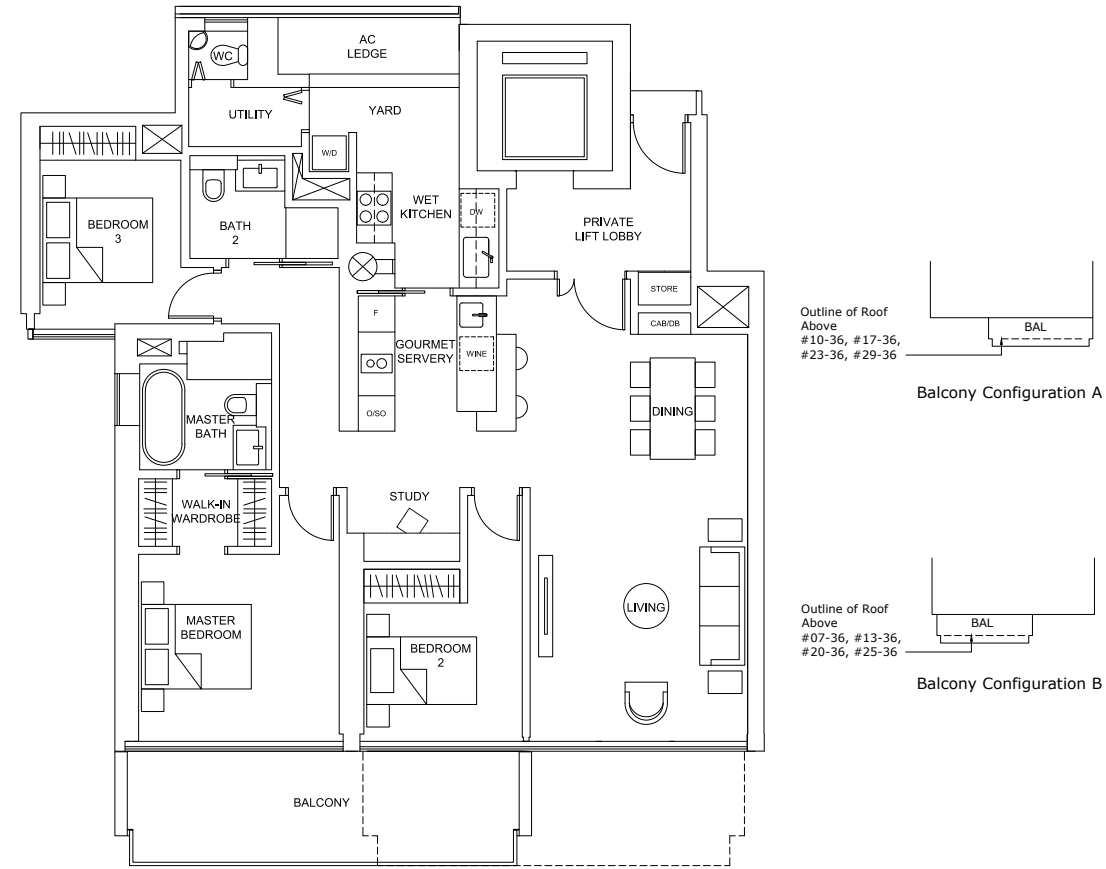 AC
LEDGE
WC
UTILITY
YARD
W/D
WET
KITCHEN
DW
BEDROOM
3
BATH
2
PRIVATE
LIFT LOBBY
STORE
CAB/DB
F
GOURMET
SERVERY
WINE
O/SO
DINING
MASTER
BATH
WALK-IN
WARDROBE
STUDY
LIVING
MASTER
BEDROOM
BEDROOM
2
BALCONY
Outline of Roof
Above
#10-36, #17-36,
#23-36, #29-36
BAL
Balcony Configuration A
Outline of Roof
Above
#07-36, #13-36,
#20-36, #25-36
BAL
Balcony Configuration B